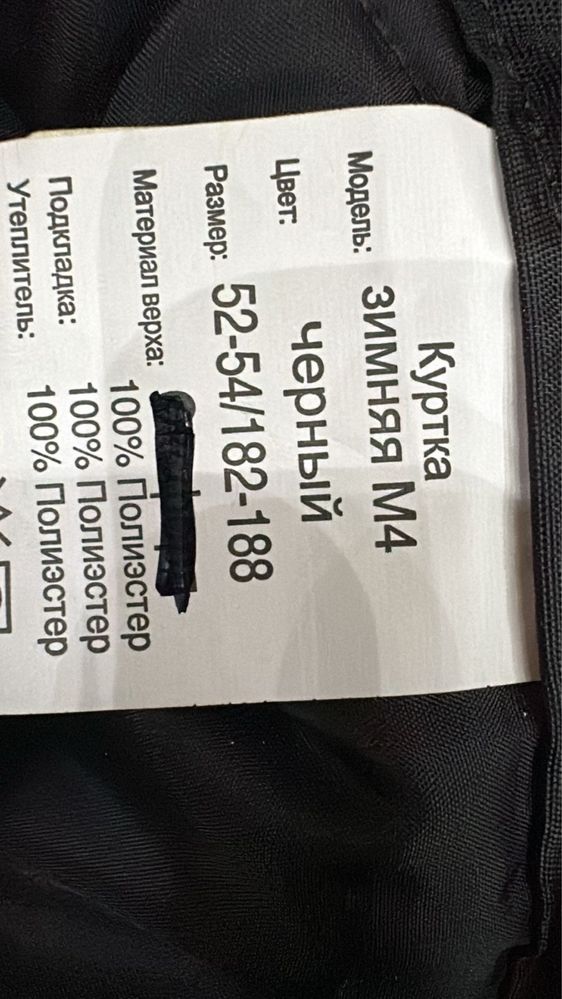 Куртка
Модель: зимняя М4
Цвет: черный
Размер: 52-54/182-188
Материал верха:
100% Полиэстер
Подкладка: 100% Полиэстер
Утеплитель: 100% Полиэстер